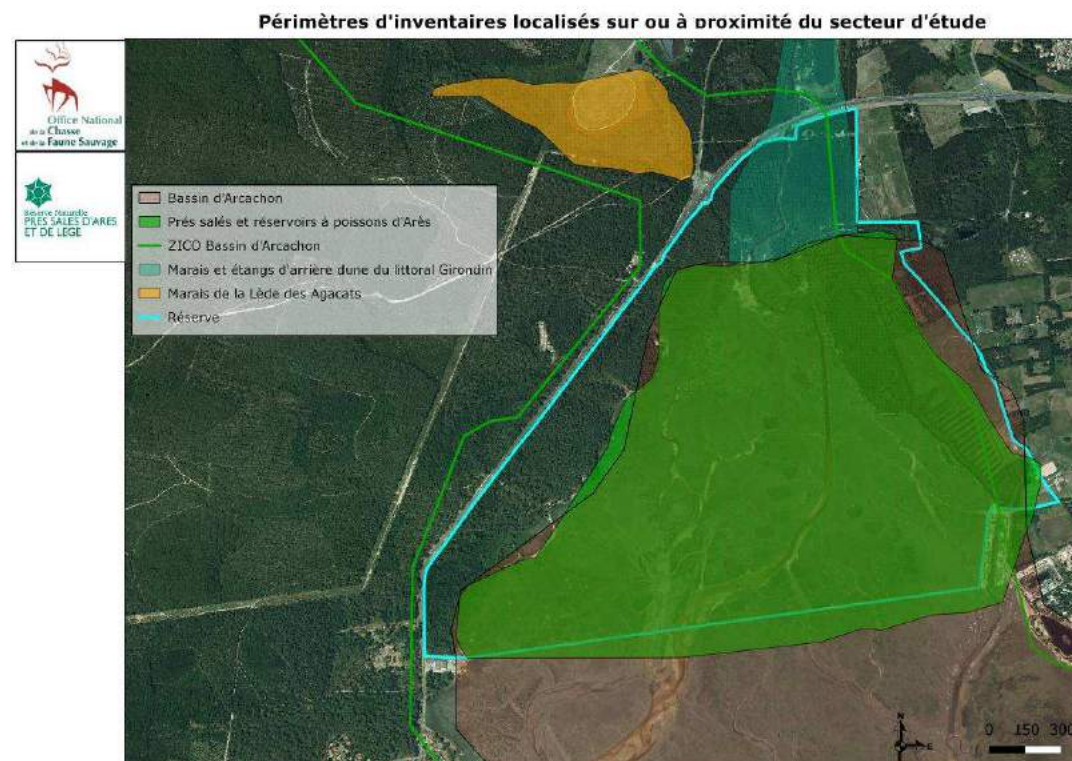 Périmètres d'inventaires localisés sur ou à proximité du secteur d'étude
Office National
de la Chasse
et de la Faune Sauvage
Réserve Naturelle
PRES SALES D'ARES
ET DE LEGE
Bassin d'Arcachon
Prés salés et réservoirs à poissons d'Arès
ZICO Bassin d'Arcachon
Marais et étangs d'arrière dune du littoral Girondin
Marais de la Lède des Agacats
Réserve
N
E
0 150 300